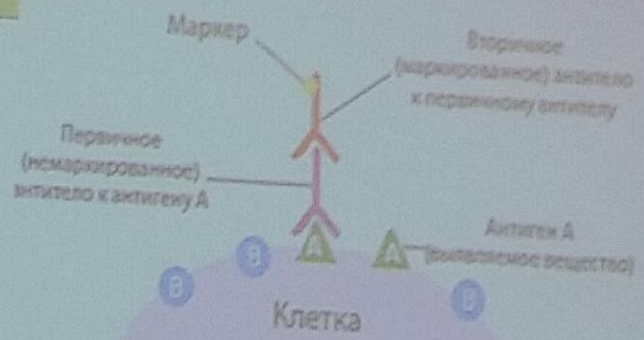 Маркер
Вторичное
(маркированное) антитело
к первичному антителу
Первичное
(немаркированное)
антитело к антигену А
Антиген А
(выявляемое вещество)
А
А
В
В
В
Клетка